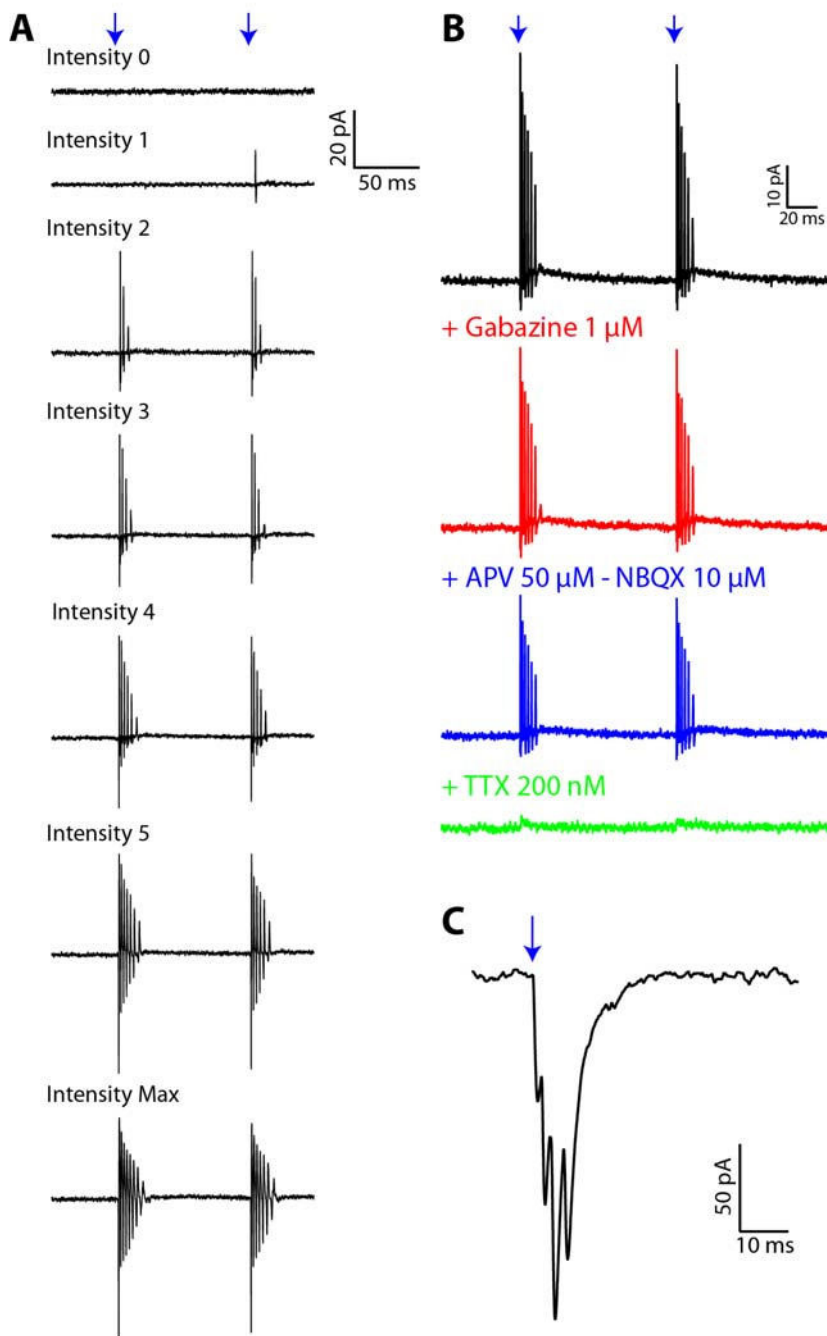 A
Intensity 0
20 pA
50 ms
Intensity 1
Intensity 2
Intensity 3
Intensity 4
Intensity 5
Intensity Max
B
10 pA
20 ms
+ Gabazine 1 µM
+ APV 50 µM - NBQX 10 µM
+ TTX 200 nM
C
50 pA
10 ms